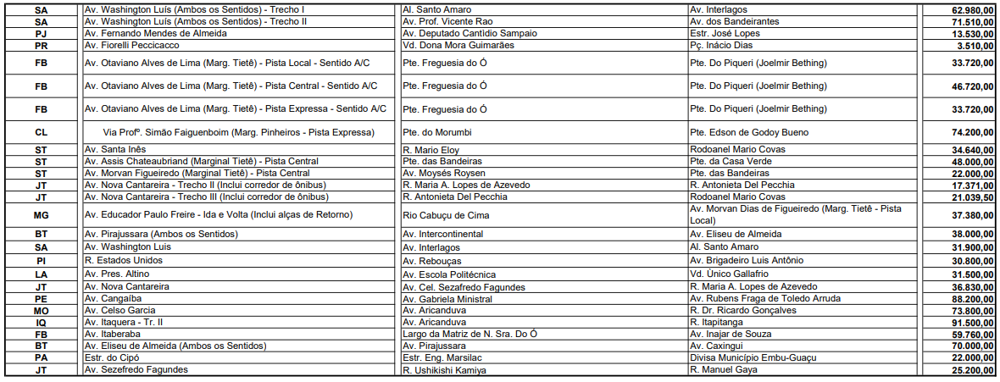 SA Av. Washington Luís (Ambos os Sentidos) - Trecho I Al. Santo Amaro Av. Interlagos 62.980,00
SA Av. Washington Luís (Ambos os Sentidos) - Trecho II Av. Prof. Vicente Rao Av. dos Bandeirantes 71.510,00
PJ Av. Fernando Mendes de Almeida Av. Deputado Cantídio Sampaio Estr. José Lopes 13.530,00
PR Av. Fiorelli Peccicacco Vd. Dona Mora Guimarães Pç. Inácio Dias 3.510,00
FB Av. Otaviano Alves de Lima (Marg. Tietê) - Pista Local - Sentido A/C Pte. Freguesia do Ó Pte. Do Piqueri (Joelmir Bething) 33.720,00
FB Av. Otaviano Alves de Lima (Marg. Tietê) - Pista Central - Sentido A/C Pte. Freguesia do Ó Pte. Do Piqueri (Joelmir Bething) 46.720,00
FB Av. Otaviano Alves de Lima (Marg. Tietê) - Pista Expressa - Sentido A/C Pte. Freguesia do Ó Pte. Do Piqueri (Joelmir Bething) 33.720,00
CL Via Profº. Simão Faiguenboim (Marg. Pinheiros - Pista Expressa) Pte. do Morumbi Pte. Edson de Godoy Bueno 74.200,00
ST Av. Santa Inês R. Mario Eloy Rodoanel Mario Covas 34.640,00
ST Av. Assis Chateaubriand (Marginal Tietê) - Pista Central Pte. das Bandeiras Pte. da Casa Verde 48.000,00
ST Av. Morvan Figueiredo (Marginal Tietê) - Pista Central Av. Moysés Roysen Pte. das Bandeiras 22.000,00
JT Av. Nova Cantareira - Trecho II (Inclui corredor de ônibus) R. Maria A. Lopes de Azevedo R. Antonieta Del Pecchia 17.371,00
JT Av. Nova Cantareira - Trecho III (Inclui corredor de ônibus) R. Antonieta Del Pecchia Rodoanel Mario Covas 21.039,50
MG Av. Educador Paulo Freire - Ida e Volta (Inclui alças de Retorno) Rio Cabuçu de Cima Av. Morvan Dias de Figueiredo (Marg. Tietê - Pista
Local) 37.380,00
BT Av. Pirajussara (Ambos os Sentidos) Av. Intercontinental Av. Eliseu de Almeida 38.000,00
SA Av. Washington Luis Av. Interlagos Al. Santo Amaro 31.900,00
PI R. Estados Unidos Av. Rebouças Av. Brigadeiro Luis Antônio 30.800,00
LA Av. Pres. Altino Av. Escola Politécnica Vd. Ùnico Gallafrio 31.500,00
JT Av. Nova Cantareira Av. Cel. Sezafredo Fagundes R. Maria A. Lopes de Azevedo 36.830,00
PE Av. Cangaíba Av. Gabriela Ministral Av. Rubens Fraga de Toledo Arruda 88.200,00
MO Av. Celso Garcia Av. Aricanduva R. Dr. Ricardo Gonçalves 73.800,00
IQ Av. Itaquera - Tr. II Av. Aricanduva R. Itapitanga 91.500,00
FB Av. Itaberaba Largo da Matriz de N. Sra. Do Ó Av. Inajar de Souza 59.760,00
BT Av. Eliseu de Almeida (Ambos os Sentidos) Av. Pirajussara Av. Caxingui 70.000,00
PA Estr. do Cipó Estr. Eng. Marsilac Divisa Município Embu-Guaçu 22.000,00
JT Av. Sezefredo Fagundes R. Ushikishi Kamiya R. Manuel Gaya 25.200,00